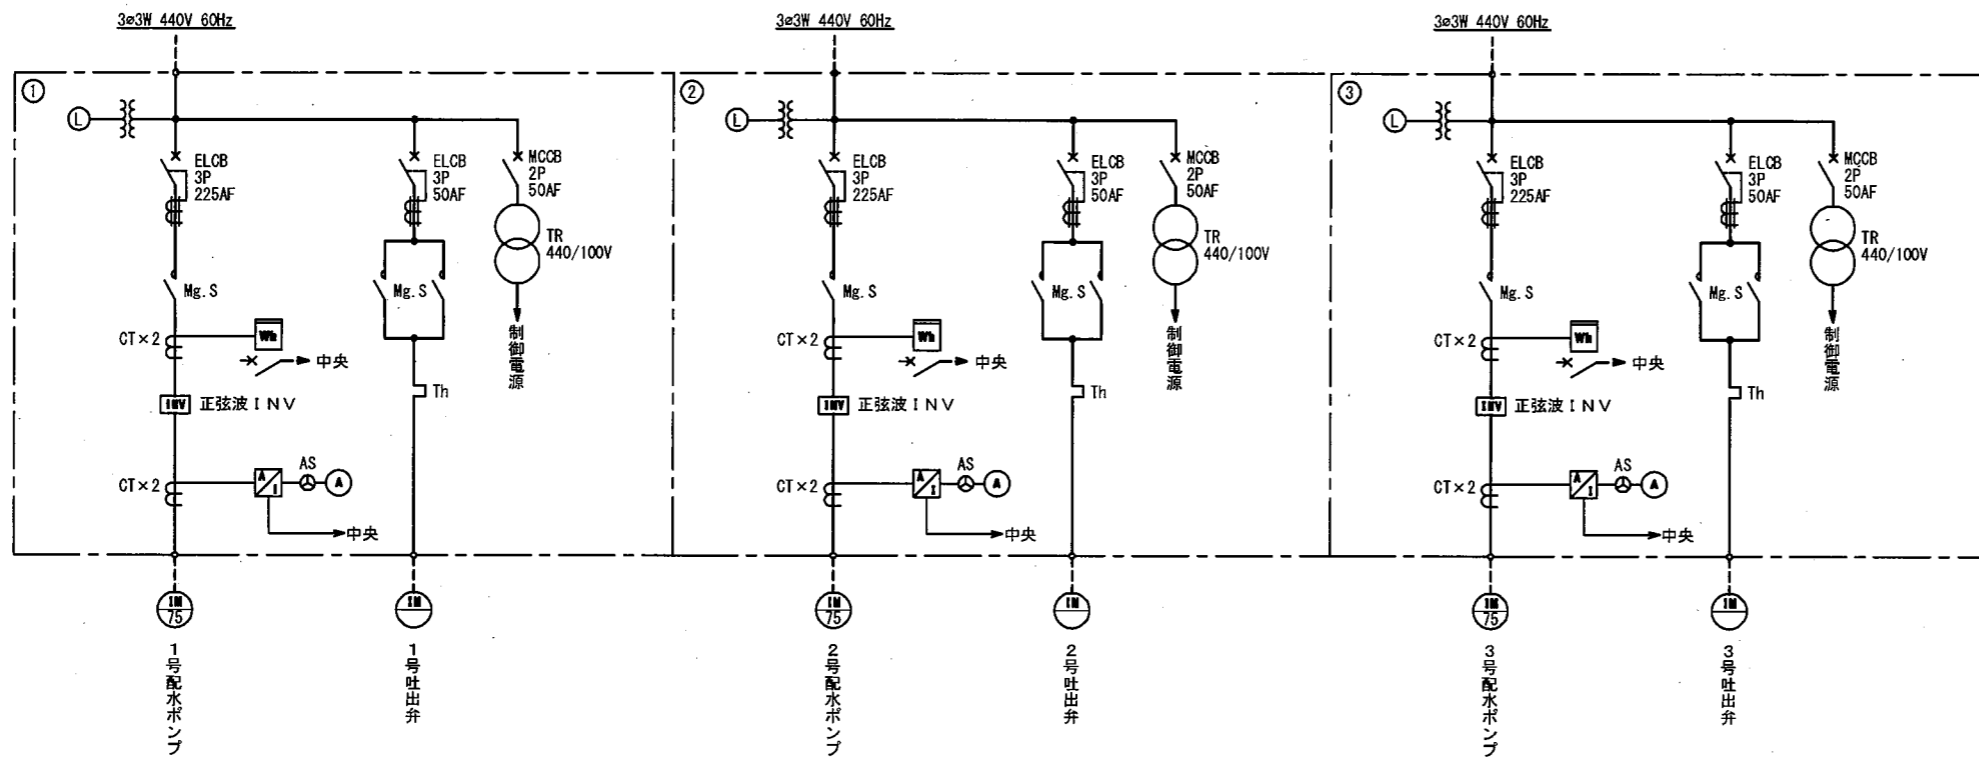 3ø3W 440V 60Hz
①
L
ELCB
3P
225AF
ELCB
3P
50AF
MCCB
2P
50AF
TR
440/100V
制御電源
Mg.S
Mg.S
CT×2
Wh
中央
Th
INV
正弦波INV
CT×2
A
I
AS
A
中央
IM
75
1号配水ポンプ
IM
1号吐出弁
3ø3W 440V 60Hz
②
L
ELCB
3P
225AF
ELCB
3P
50AF
MCCB
2P
50AF
TR
440/100V
制御電源
Mg.S
Mg.S
CT×2
Wh
中央
Th
INV
正弦波INV
CT×2
A
I
AS
A
中央
IM
75
2号配水ポンプ
IM
2号吐出弁
3ø3W 440V 60Hz
③
L
ELCB
3P
225AF
ELCB
3P
50AF
MCCB
2P
50AF
TR
440/100V
制御電源
Mg.S
Mg.S
CT×2
Wh
中央
Th
INV
正弦波INV
CT×2
A
I
AS
A
中央
IM
75
3号配水ポンプ
IM
3号吐出弁